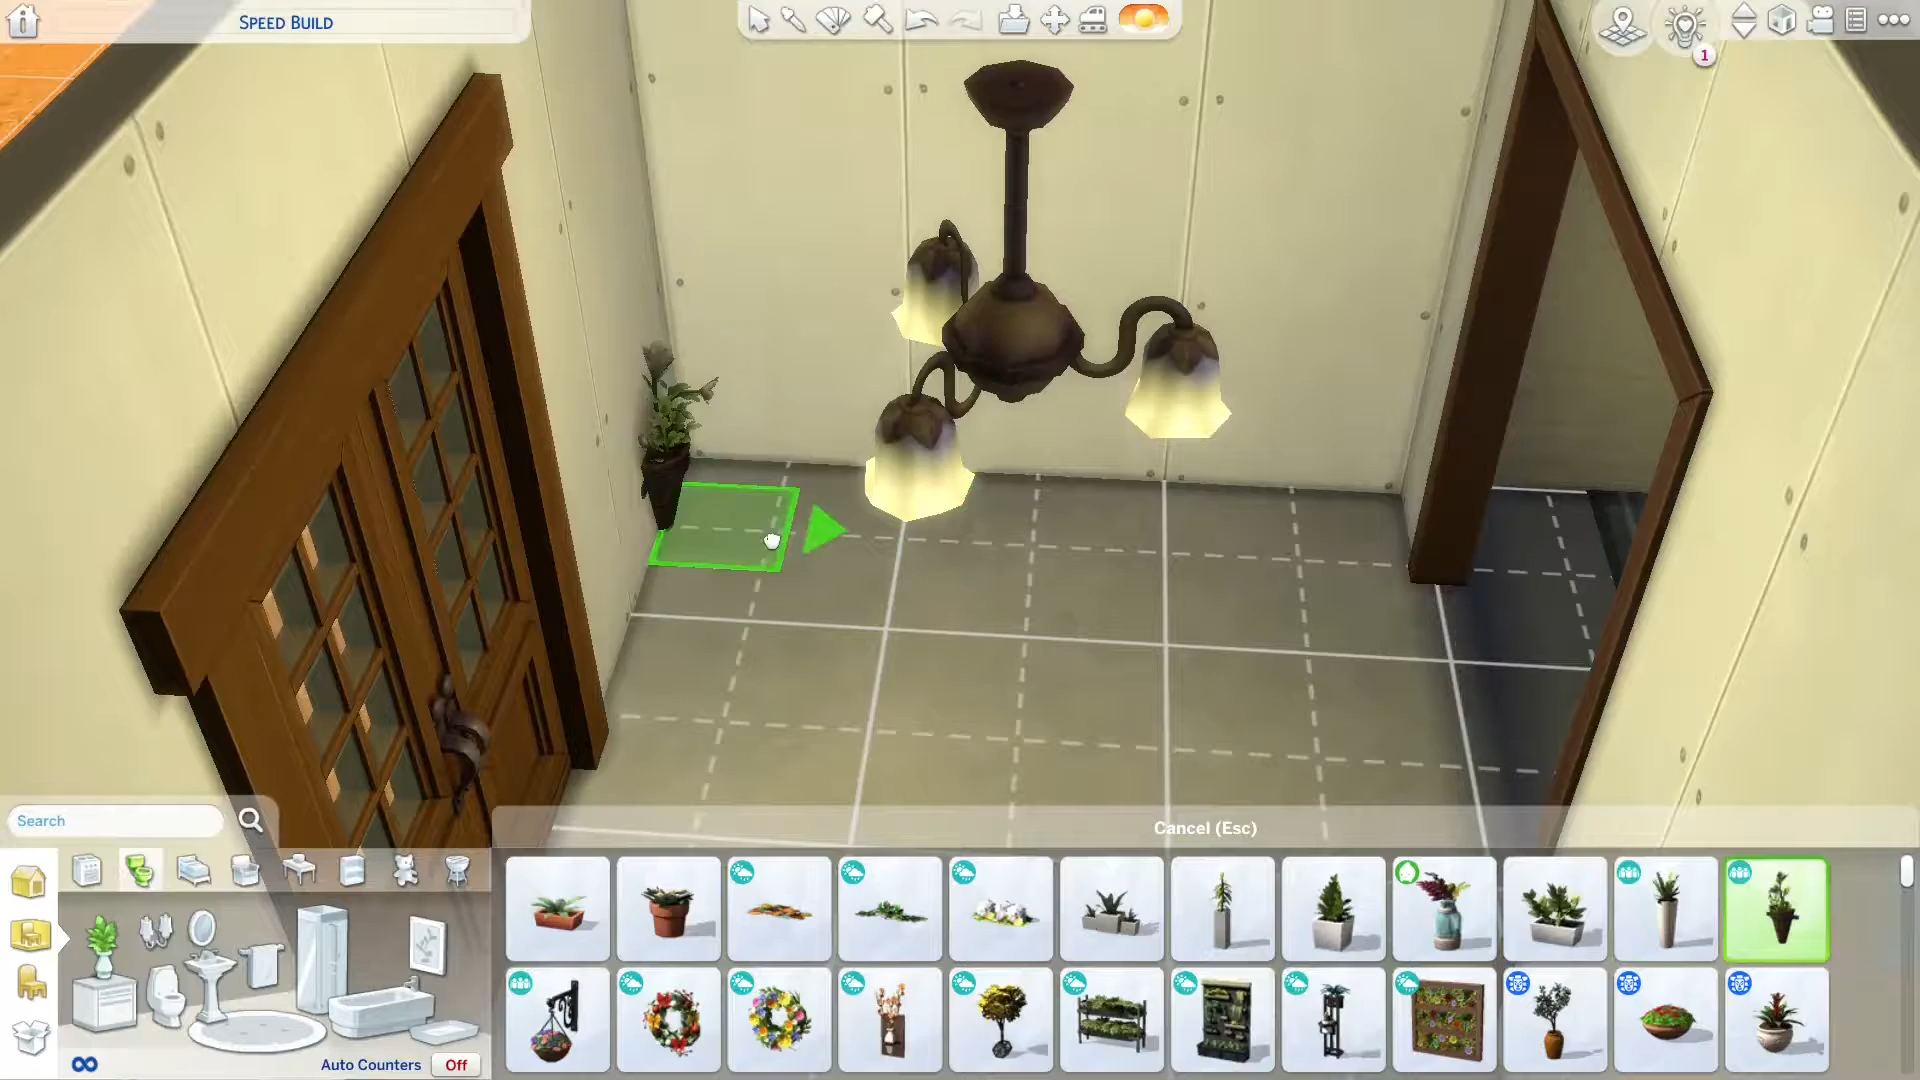 SPEED BUILD
1
Search
Cancel (Esc)
Auto Counters
Off